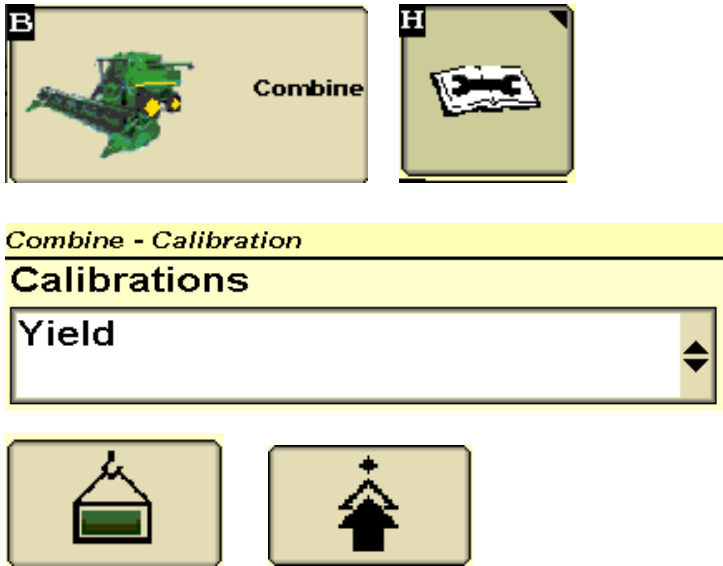 B
Combine
H
Combine - Calibration
Calibrations
Yield